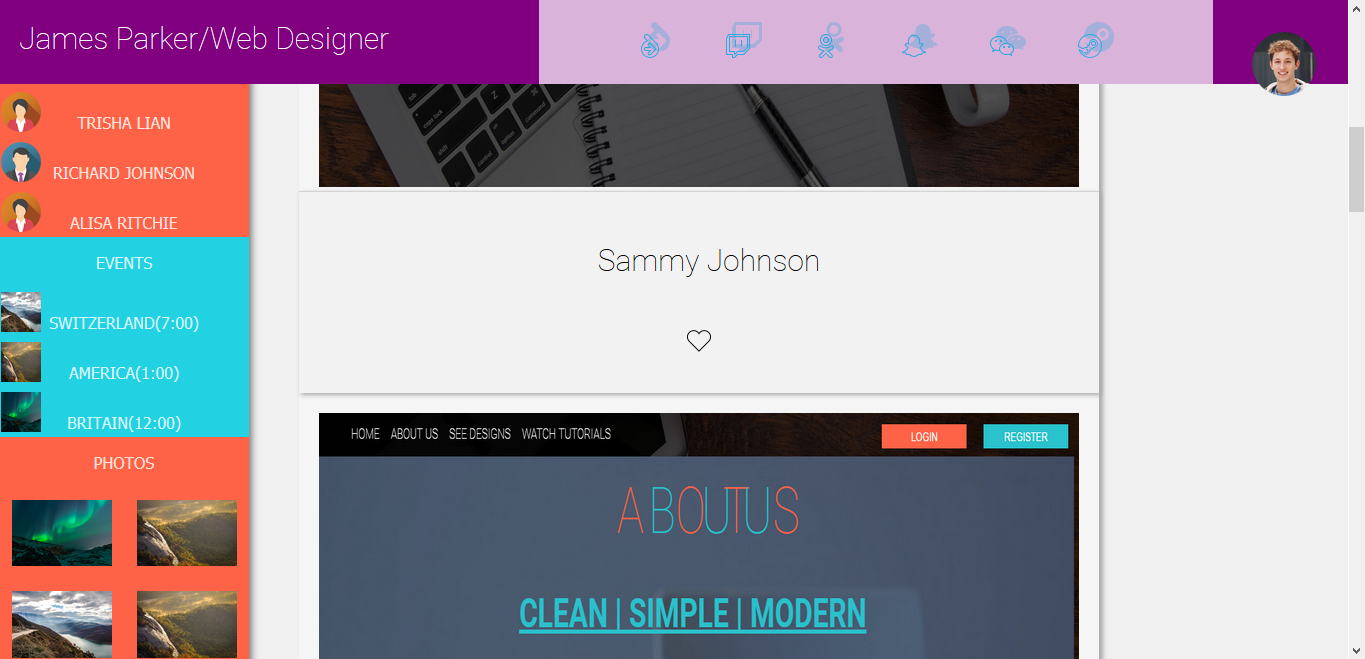 James Parker/Web Designer
TRISHA LIAN
RICHARD JOHNSON
ALISA RITCHIE
EVENTS
SWITZERLAND(7:00)
AMERICA(1:00)
BRITAIN(12:00)
PHOTOS
Sammy Johnson
HOME ABOUT US SEE DESIGNS WATCH TUTORIALS LOGIN REGISTER
ABOUTUS
CLEAN | SIMPLE | MODERN